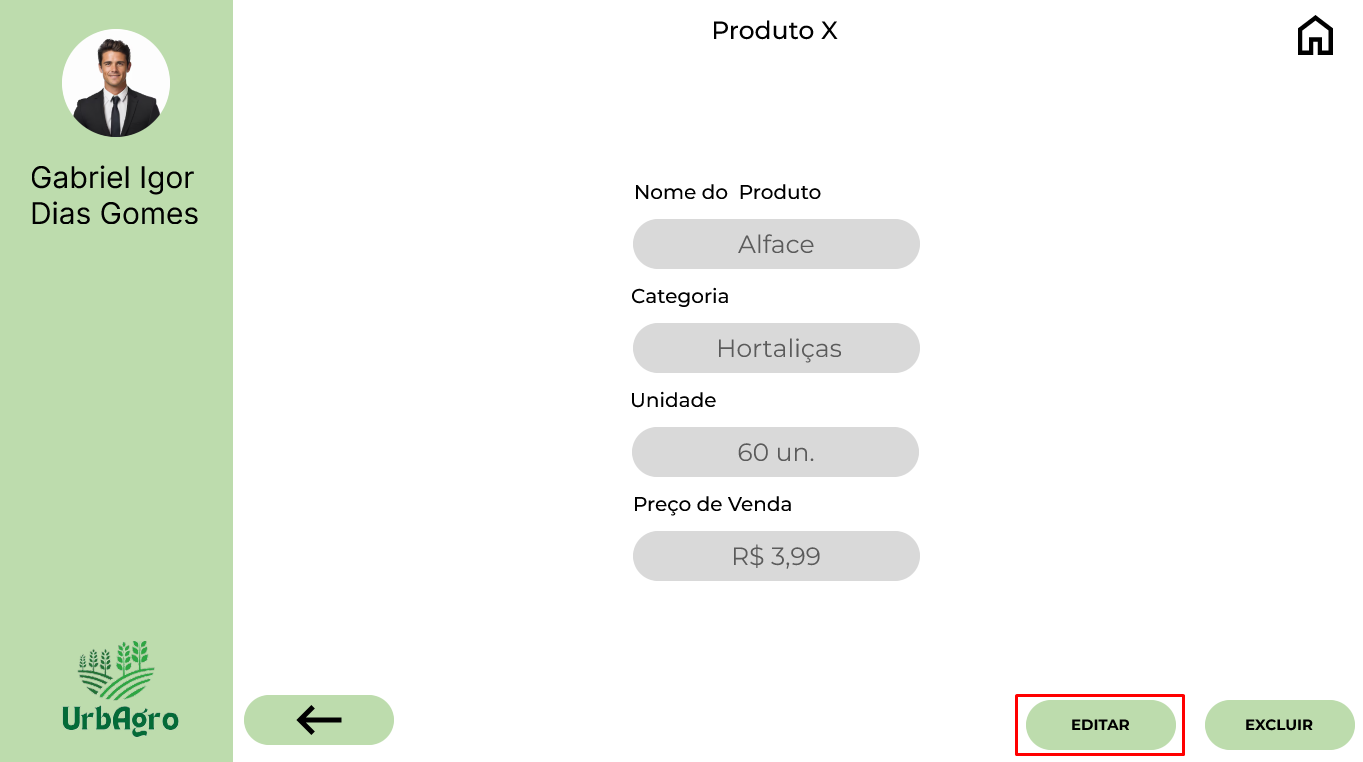 Produto X
Gabriel Igor
Dias Gomes
Nome do  Produto
Alface
Categoria
Hortaliças
Unidade
60 un.
Preço de Venda
R$ 3,99
UrbAgro
EDITAR
EXCLUIR